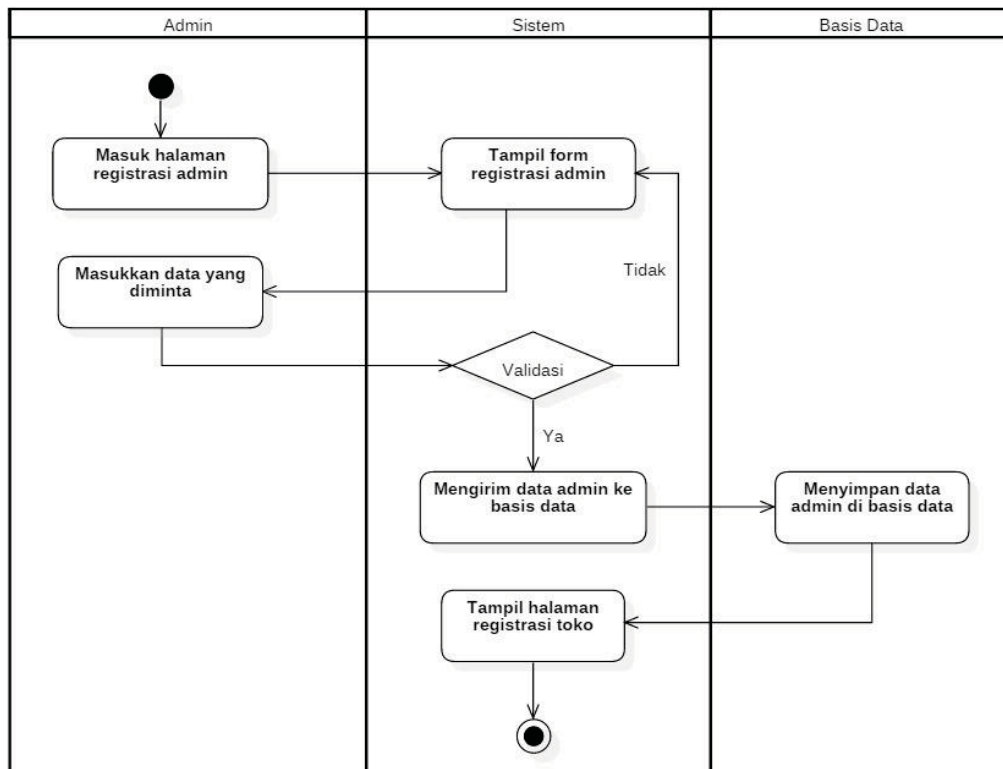 Admin
Sistem
Basis Data
Masuk halaman
registrasi admin
Tampil form
registrasi admin
Masukkan data yang
diminta
Tidak
Validasi
Ya
Mengirim data admin ke
basis data
Menyimpan data
admin di basis data
Tampil halaman
registrasi toko